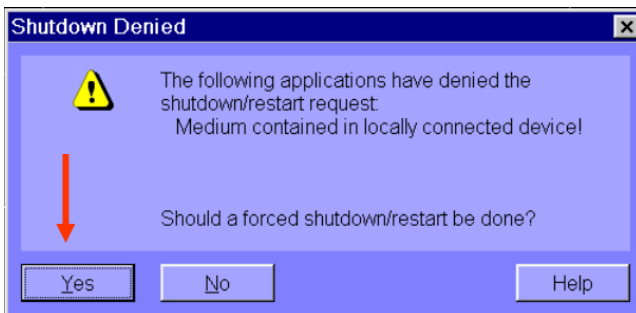 Shutdown Denied
The following applications have denied the
shutdown/restart request:
Medium contained in locally connected device!
Should a forced shutdown/restart be done?
Yes No Help